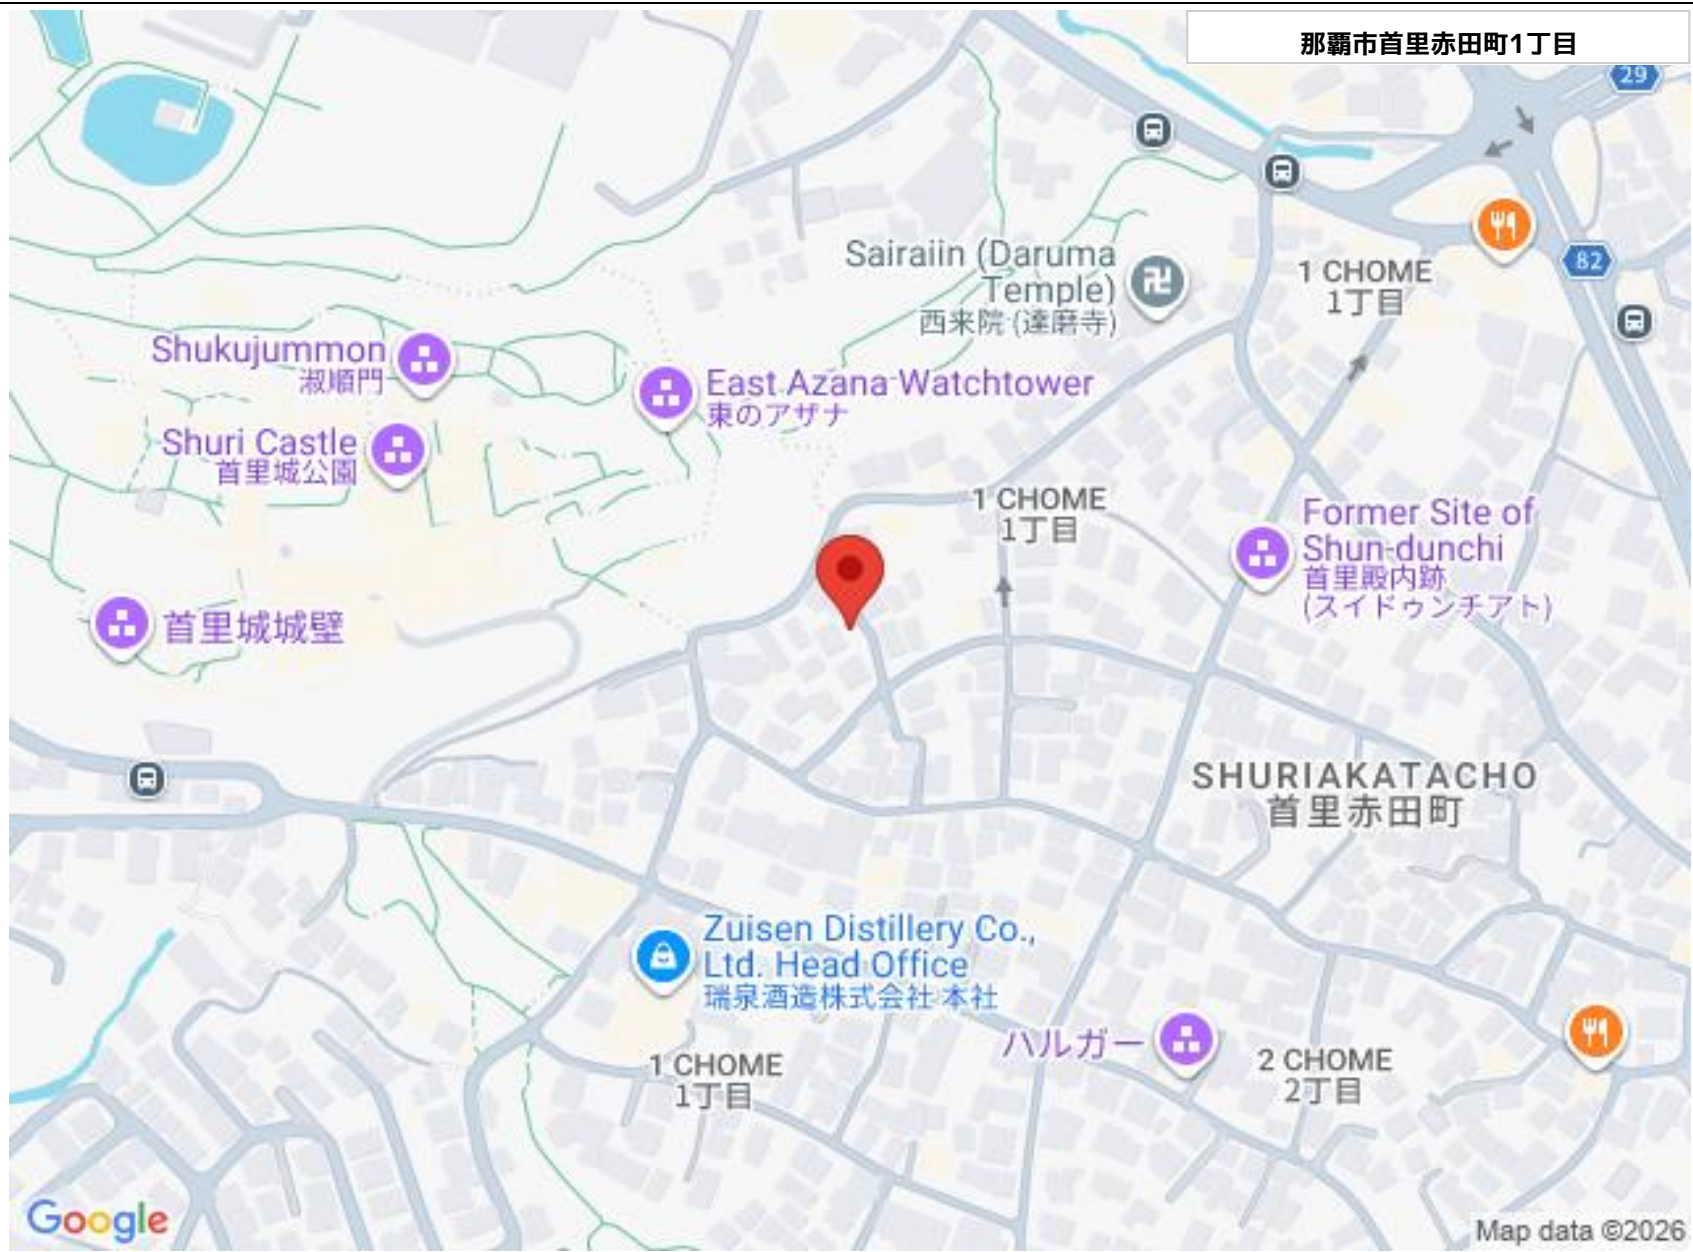 那覇市首里赤田町1丁目
29
Sairaiin (Daruma
Temple)
西来院 (達磨寺)
1 CHOME
1丁目
82
Shukujummon
淑順門
East Azana Watchtower
東のアザナ
Shuri Castle
首里城公園
1 CHOME
1丁目
Former Site of
Shun-dunchi
首里殿内跡
(スイドゥンチアト)
首里城城壁
SHURIAKATACHO
首里赤田町
Zuisen Distillery Co.,
Ltd. Head Office
瑞泉酒造株式会社 本社
ハルガー
1 CHOME
1丁目
2 CHOME
2丁目
Google
Map data ©2026